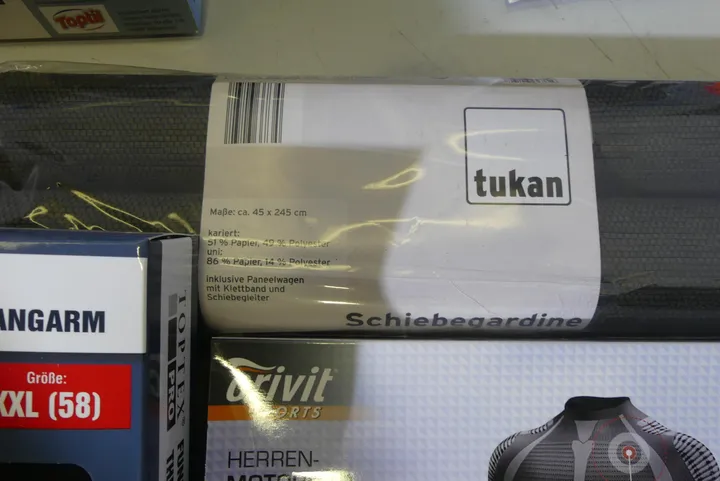 Toptil
tukan
Maße: ca. 45 x 245 cm
kariert:
51 % Papier, 49 % Polyester
uni:
86 % Papier, 14 % Polyester
inklusive Paneelwagen
mit Klettband und
Schiebegleiter
Schiebegardine
ANGARM
Größe:
XXL (58)
TOPTEX
PRO
crivit
SPORTS
HERREN-